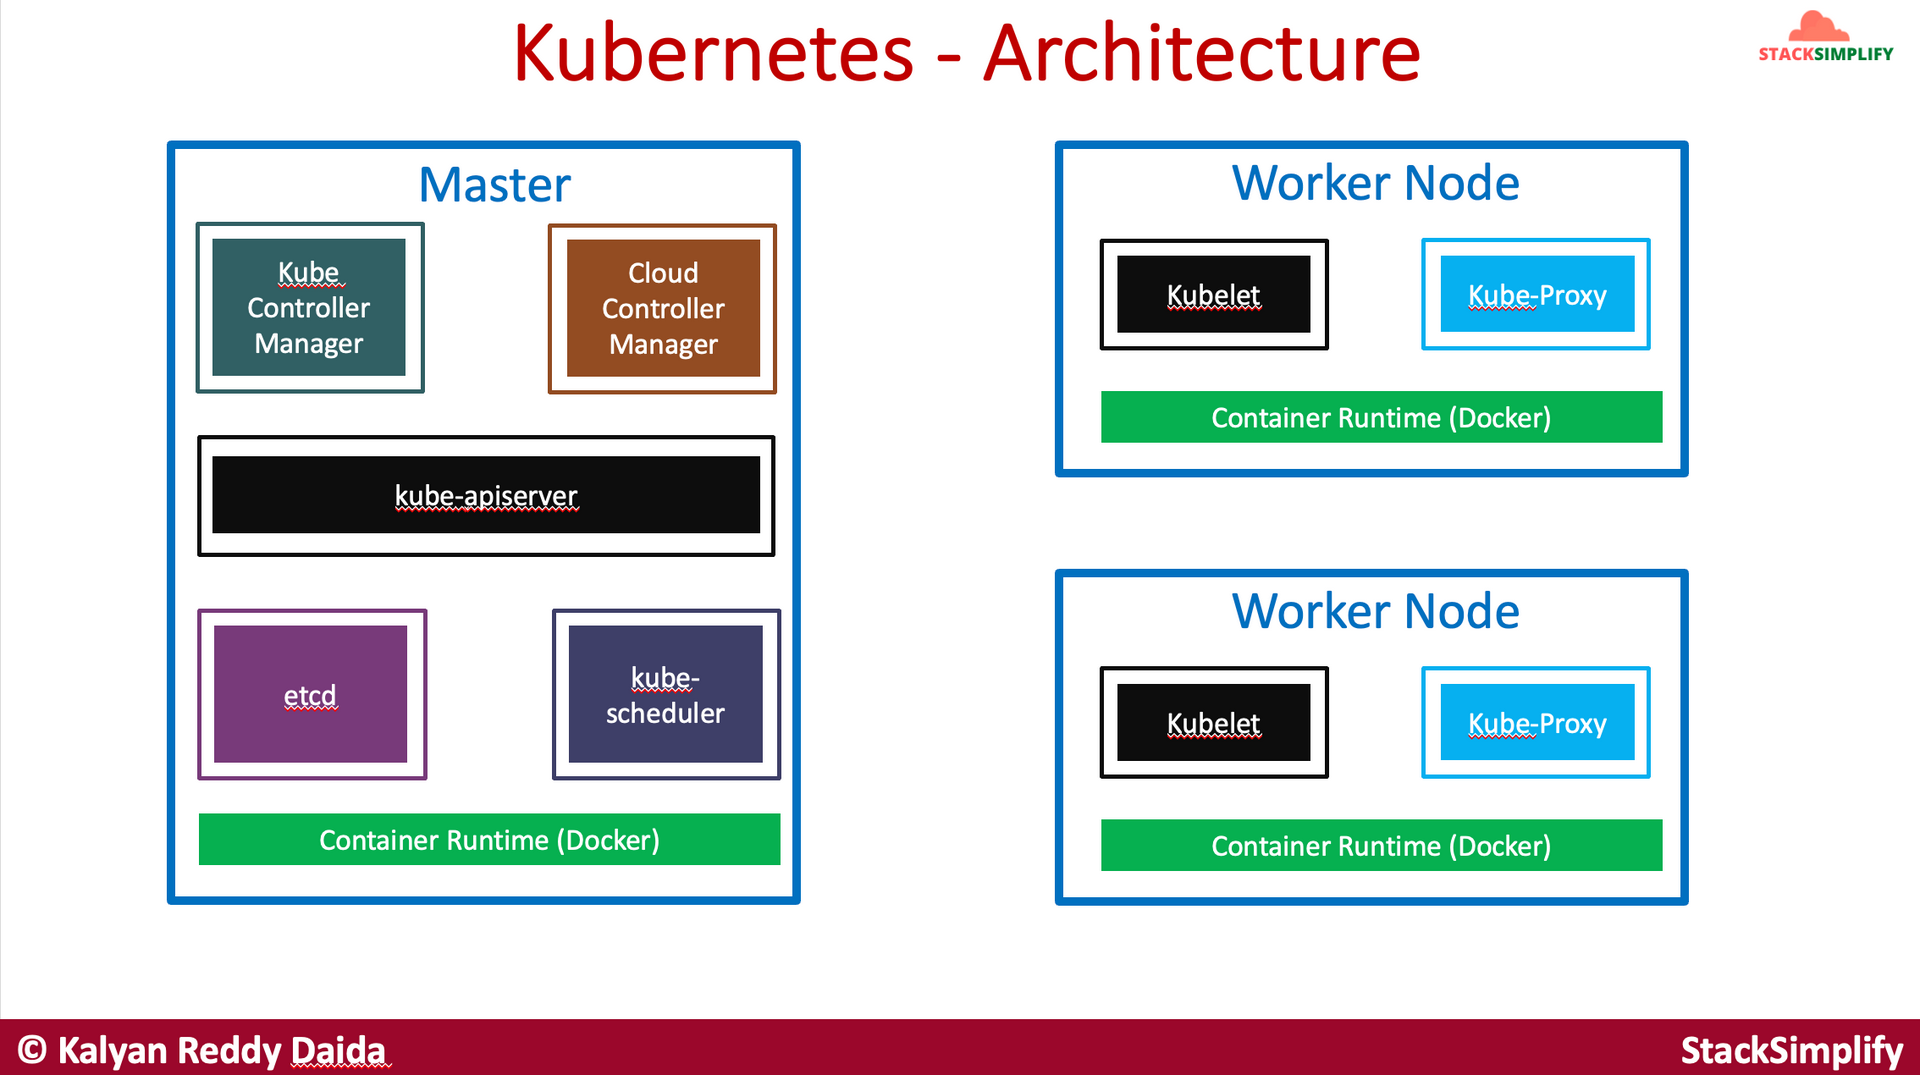 Kubernetes - Architecture
STACKSIMPLIFY
Master
Kube
Controller
Manager
Cloud
Controller
Manager
kube-apiserver
etcd
kube-
scheduler
Container Runtime (Docker)
Worker Node
Kubelet
Kube-Proxy
Container Runtime (Docker)
Worker Node
Kubelet
Kube-Proxy
Container Runtime (Docker)
© Kalyan Reddy Daida
StackSimplify